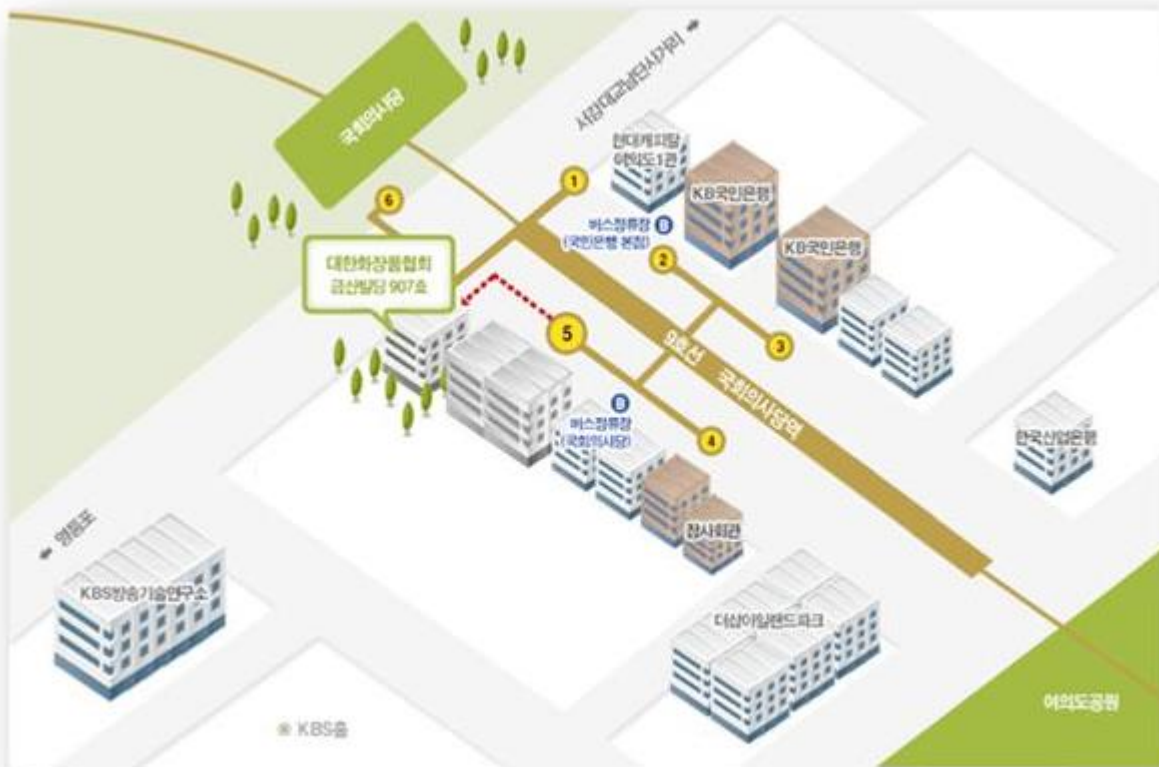 국회의사당
서강대교남단사거리
현대캐피탈
여의도1관
KB국민은행
KB국민은행
버스정류장 B
(국민은행 본점)
1
6
2
대한화장품협회
금산빌딩 907호
5
3
9호선 국회의사당역
B
버스정류장
(국회의사당)
4
한국산업은행
잠사회관
영등포
KBS방송기술연구소
더샵아일랜드파크
여의도공원
KBS홀